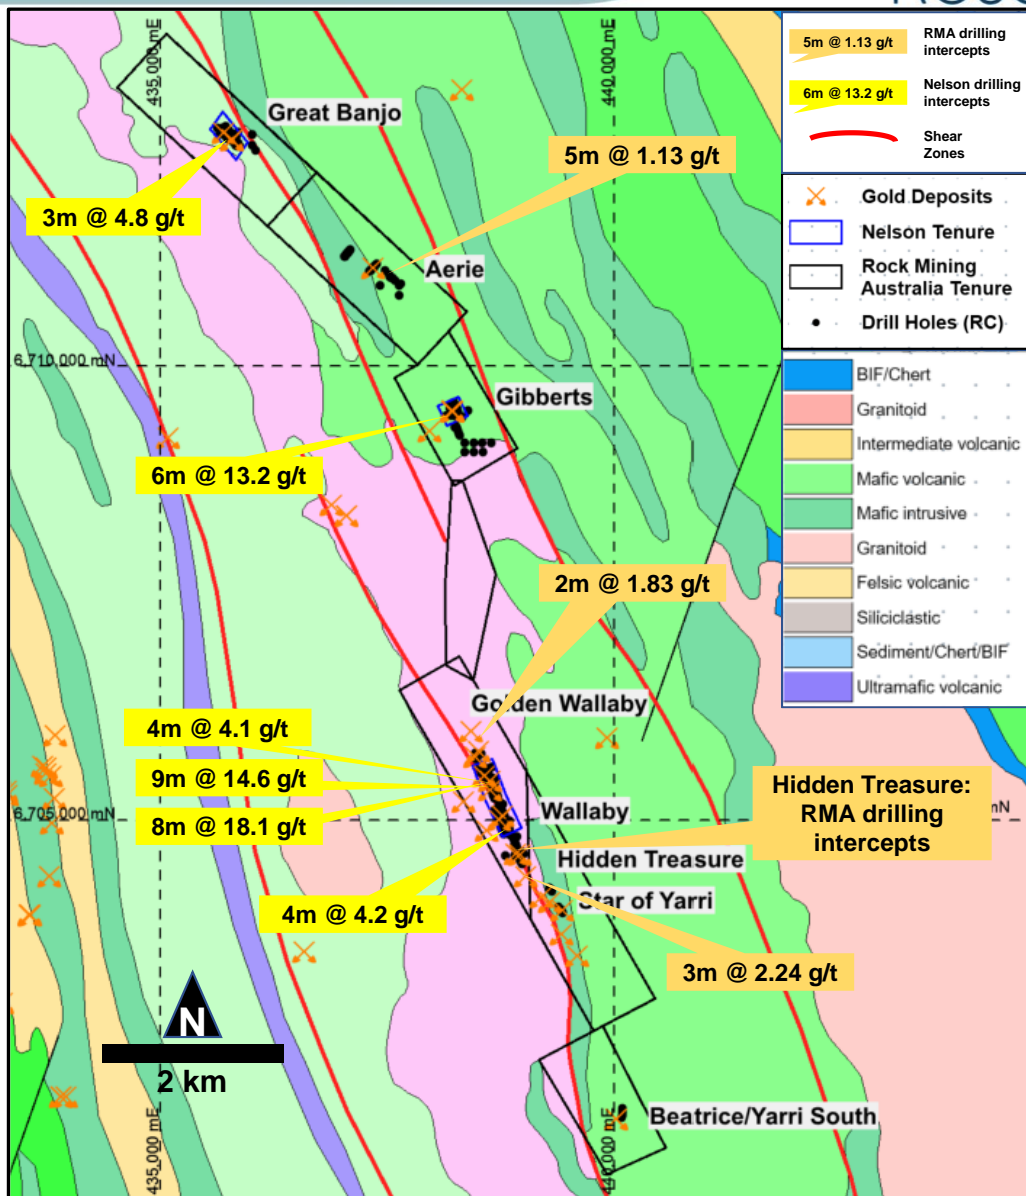 5m @ 1.13 g/t
RMA drilling
intercepts
6m @ 13.2 g/t
Nelson drilling
intercepts
Shear
Zones
Gold Deposits
Nelson Tenure
Rock Mining
Australia Tenure
Drill Holes (RC)
BIF/Chert
Granitoid
Intermediate volcanic
Mafic volcanic
Mafic intrusive
Granitoid
Felsic volcanic
Siliciclastic
Sediment/Chert/BIF
Ultramafic volcanic
435,000 mE
440,000 mE
Great Banjo
5m @ 1.13 g/t
3m @ 4.8 g/t
Aerie
6,710,000 mN
Gibberts
6m @ 13.2 g/t
2m @ 1.83 g/t
Golden Wallaby
4m @ 4.1 g/t
9m @ 14.6 g/t
8m @ 18.1 g/t
Wallaby
6,705,000 mN
Hidden Treasure:
RMA drilling
intercepts
Hidden Treasure
4m @ 4.2 g/t
Star of Yarri
3m @ 2.24 g/t
N
2 km
Beatrice/Yarri South
435,000 mE
440,000 mE